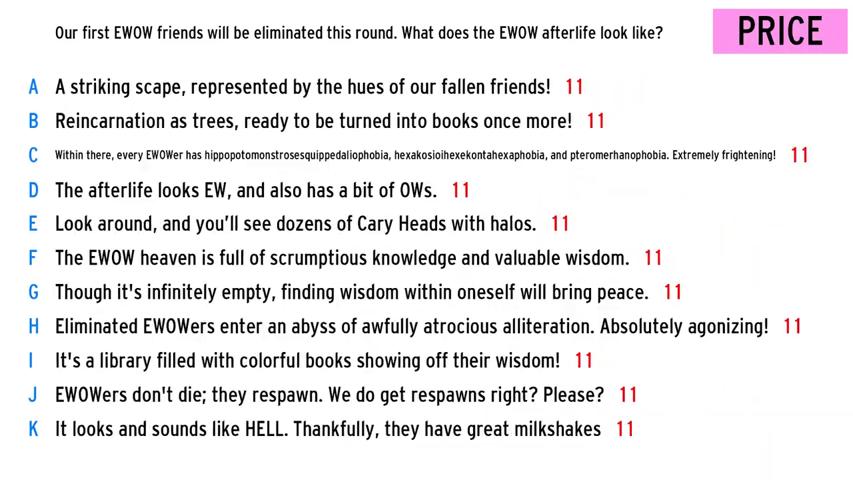 Our first EWOW friends will be eliminated this round. What does the EWOW afterlife look like?
PRICE
A A striking scape, represented by the hues of our fallen friends! 11
B Reincarnation as trees, ready to be turned into books once more! 11
C Within there, every EWOWer has hippopotomonstrosesquippedaliophobia, hexakosioihexekontahexaphobia, and pteromerhanophobia. Extremely frightening! 11
D The afterlife looks EW, and also has a bit of OWs. 11
E Look around, and you'll see dozens of Cary Heads with halos. 11
F The EWOW heaven is full of scrumptious knowledge and valuable wisdom. 11
G Though it's infinitely empty, finding wisdom within oneself will bring peace. 11
H Eliminated EWOWers enter an abyss of awfully atrocious alliteration. Absolutely agonizing! 11
I It's a library filled with colorful books showing off their wisdom! 11
J EWOWers don't die; they respawn. We do get respawns right? Please? 11
K It looks and sounds like HELL. Thankfully, they have great milkshakes 11